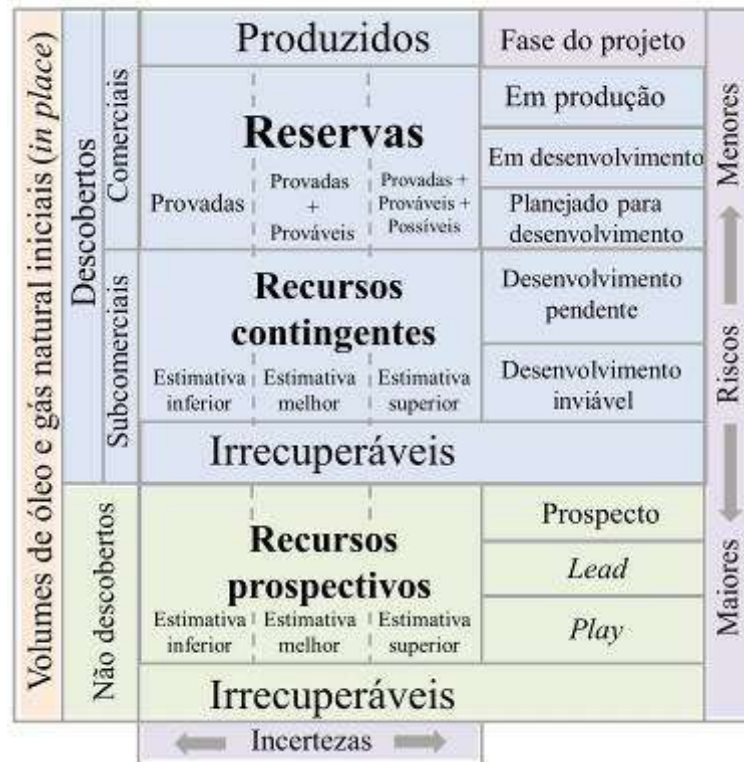 Volumes de óleo e gás natural iniciais (in place)
Descobertos
Comerciais
Produzidos
Fase do projeto
Reservas
Provadas
Provadas
+
Prováveis
Provadas +
Prováveis +
Possíveis
Em produção
Em desenvolvimento
Planejado para
desenvolvimento
Subcomerciais
Recursos
contingentes
Estimativa
inferior
Estimativa
melhor
Estimativa
superior
Desenvolvimento
pendente
Desenvolvimento
inviável
Irrecuperáveis
Não descobertos
Recursos
prospectivos
Estimativa
inferior
Estimativa
melhor
Estimativa
superior
Prospecto
Lead
Play
Irrecuperáveis
Menores
Riscos
Maiores
Incertezas